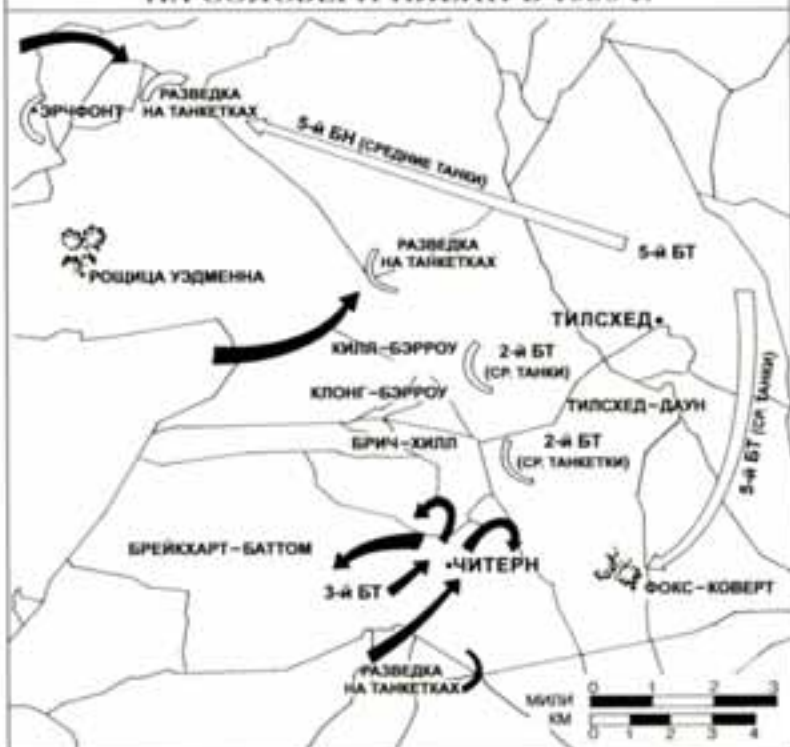 РАЗВЕДКА
НА ТАНКЕТКАХ
ЭРЧФОНТ
5-й БН (СРЕДНИЕ ТАНКИ)
РАЗВЕДКА
НА ТАНКЕТКАХ
5-й БТ
РОЩИЦА УЭДМЕННА
ТИЛСХЕД
КИЛЯ-БЭРРОУ
2-й БТ
(СР. ТАНКИ)
КЛОНГ-БЭРРОУ
ТИЛСХЕД-ДАУН
5-й БТ (СР. ТАНКИ)
БРИЧ-ХИЛЛ
2-й БТ
(СР. ТАНКЕТКИ)
БРЕЙКХАРТ-БАТТОМ
ЧИТЕРН
3-й БТ
ФОКС-КОВЕРТ
РАЗВЕДКА
НА ТАНКЕТКАХ
МИЛИ 0 1 2 3
КМ 0 1 2 3 4